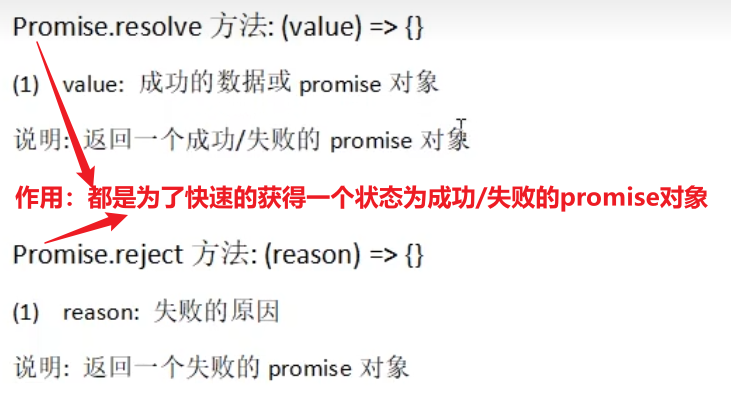 Promise.resolve 方法: (value) => {}
(1) value: 成功的数据或 promise 对象
说明: 返回一个成功/失败的 promise 对象
作用：都是为了快速的获得一个状态为成功/失败的promise对象
Promise.reject 方法: (reason) => {}
(1) reason: 失败的原因
说明: 返回一个失败的 promise 对象